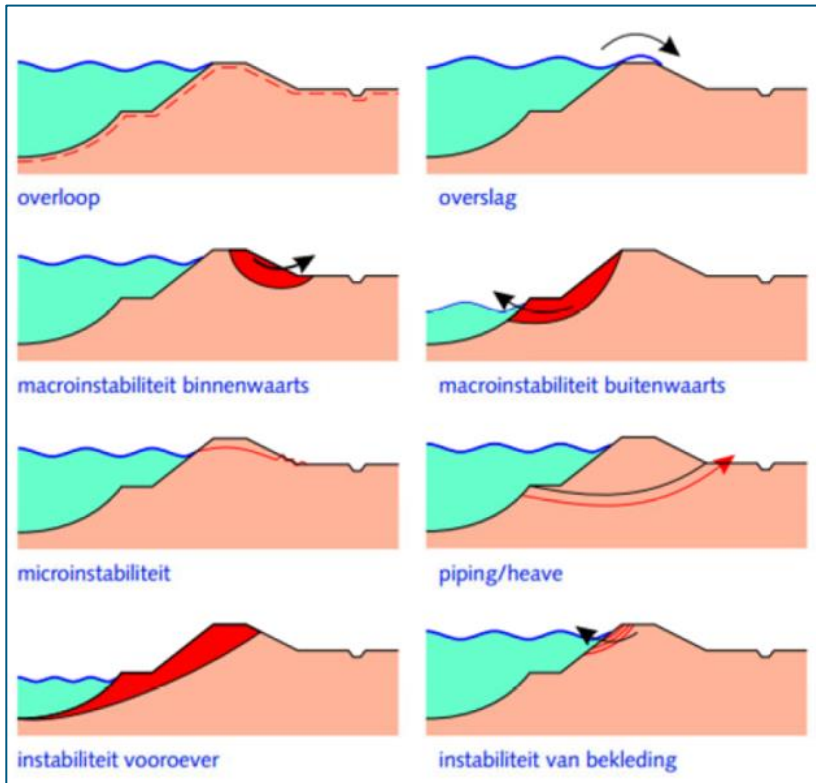 overloop
overslag
macroinstabiliteit binnenwaarts
macroinstabiliteit buitenwaarts
microinstabiliteit
piping/heave
instabiliteit vooroever
instabiliteit van bekleding